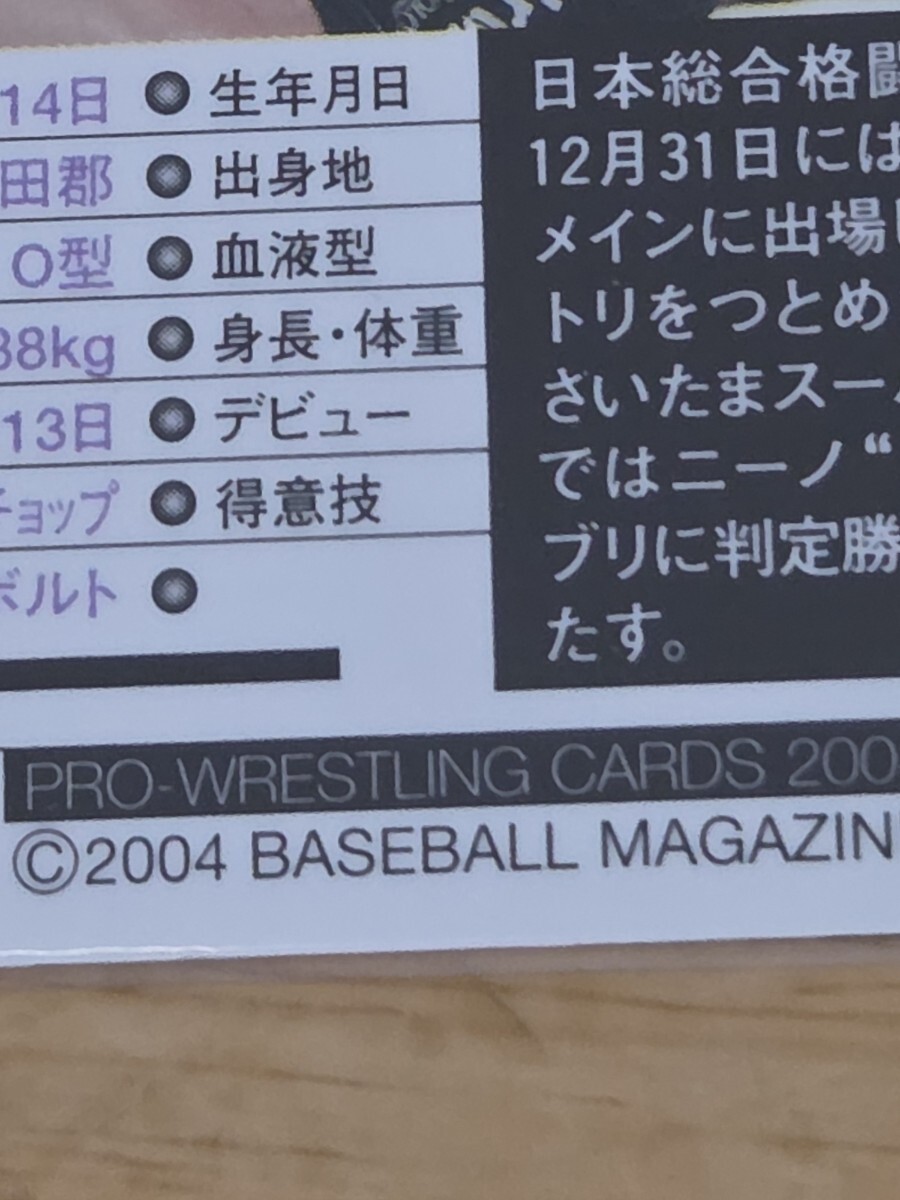 14日 ● 生年月日
田郡 ● 出身地
O型 ● 血液型
88kg ● 身長・体重
13日 ● デビュー
チョップ ● 得意技
ボルト ●
日本総合格闘
12月31日には
メインに出場し
トリをつとめ
さいたまスーパ
ではニーノ“
ブリに判定勝
たす。
PRO-WRESTLING CARDS 200
©2004 BASEBALL MAGAZIN